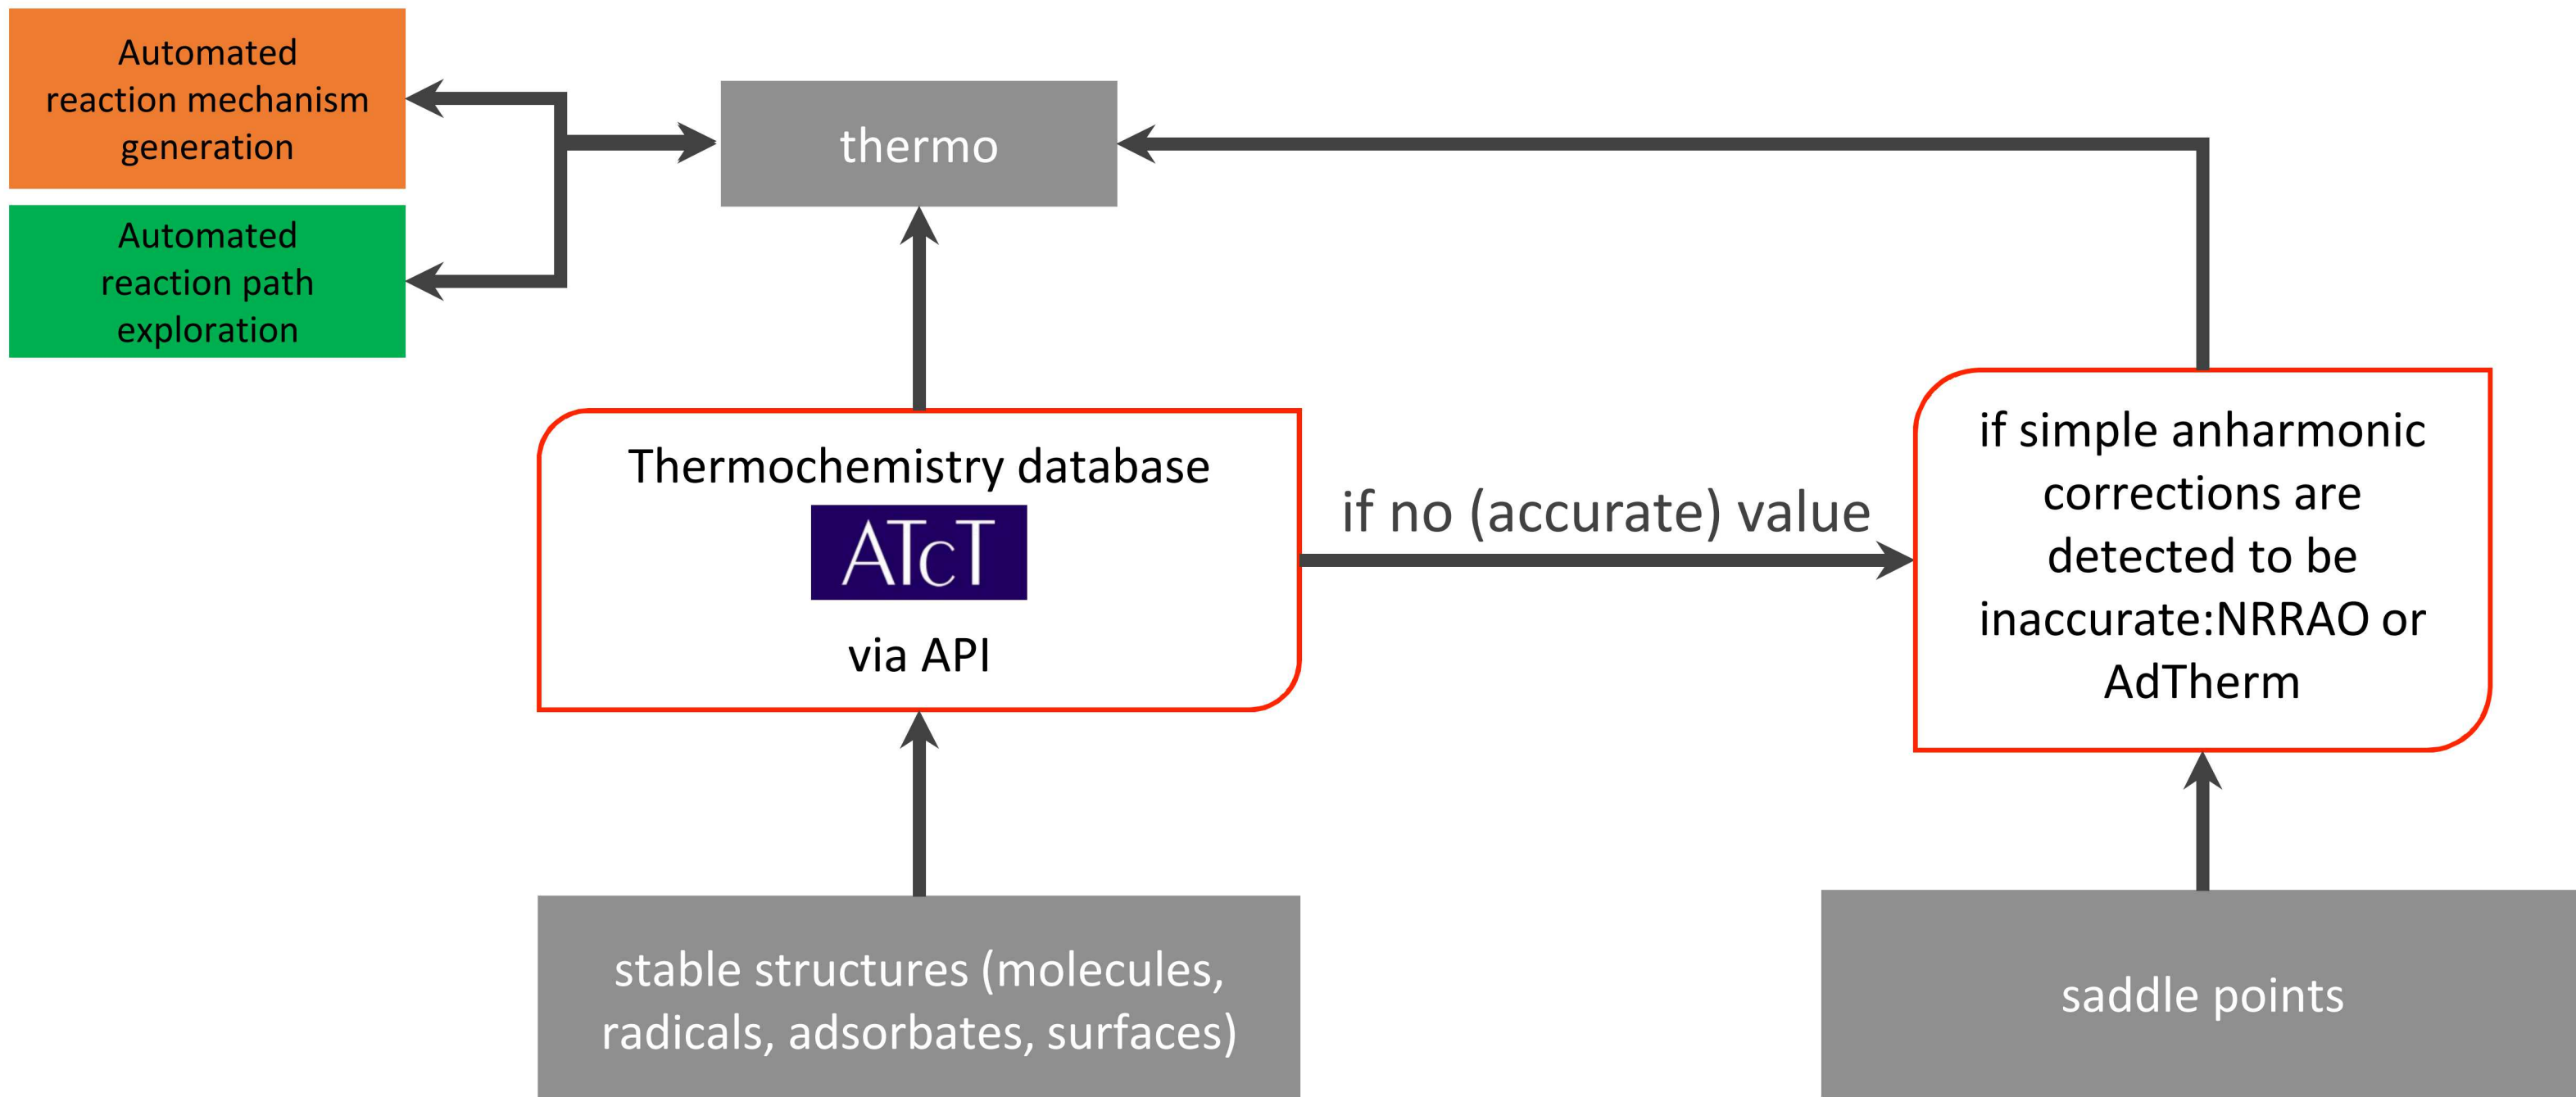 Automated
reaction mechanism
generation
thermo
Automated
reaction path
exploration
Thermochemistry database
ATcT
via API
if no (accurate) value
if simple anharmonic
corrections are
detected to be
inaccurate:NRRAO or
AdTherm
stable structures (molecules,
radicals, adsorbates, surfaces)
saddle points